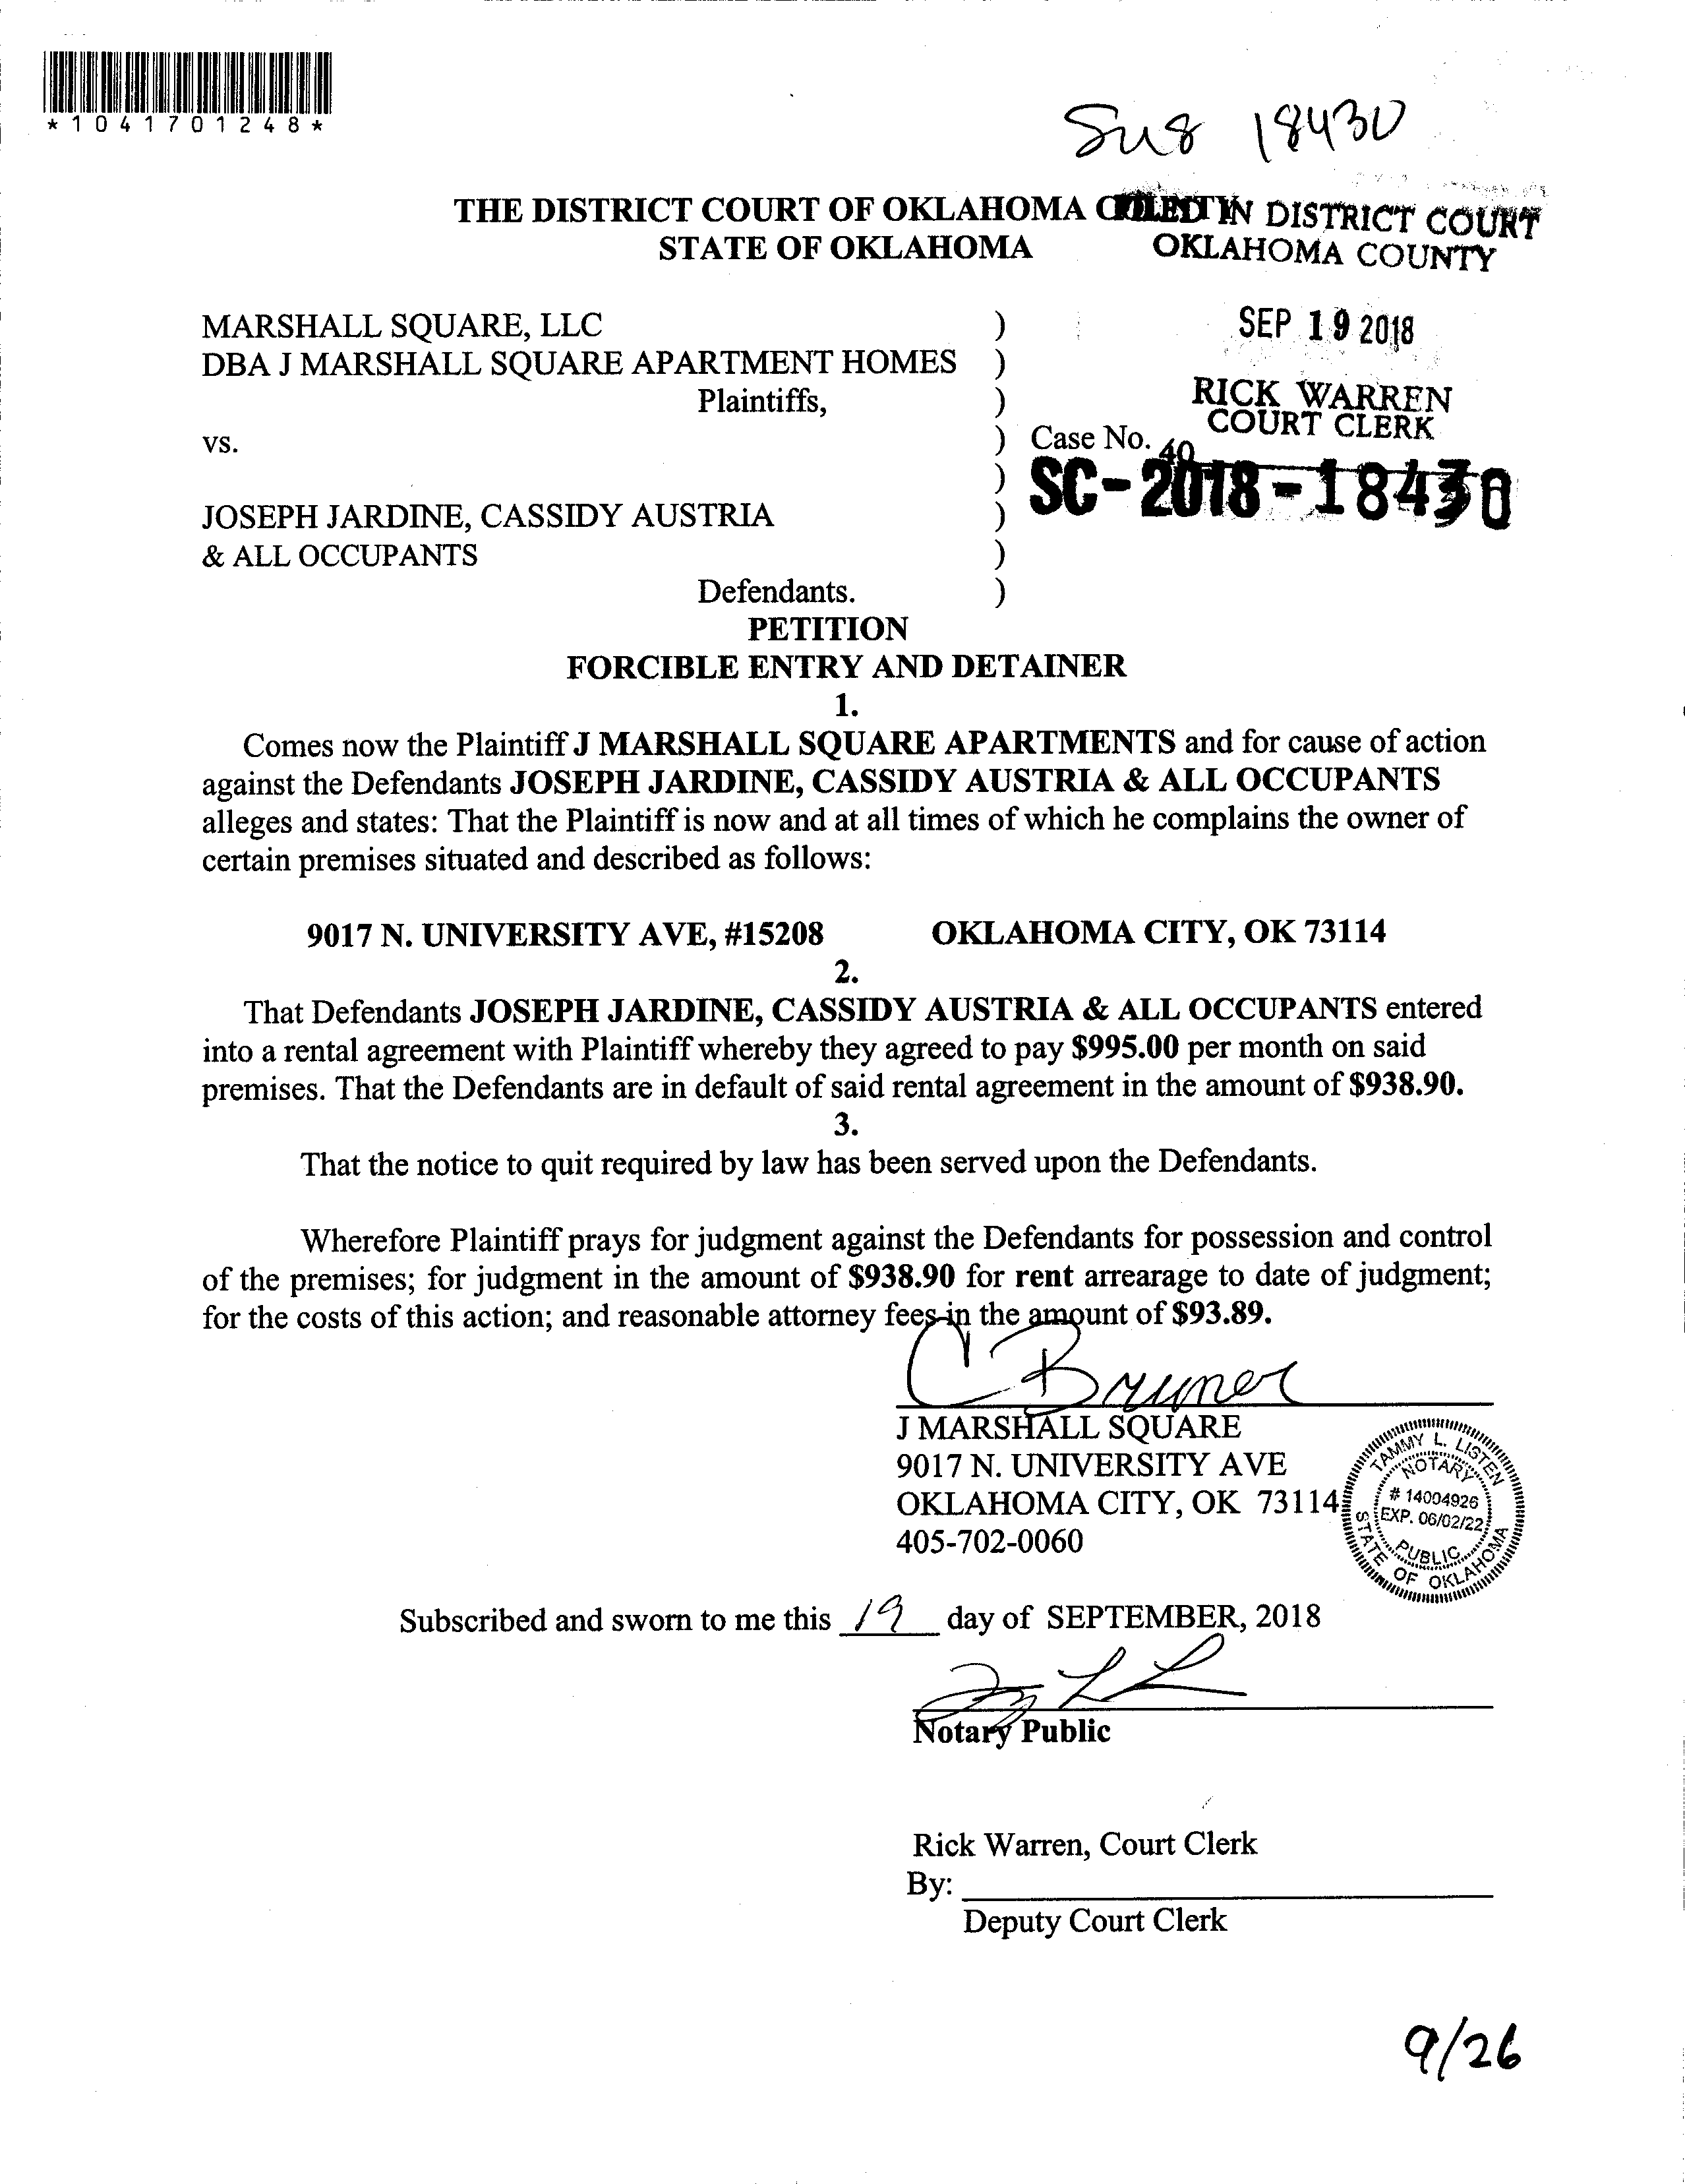 *1041701248*
18430
THE DISTRICT COURT OF OKLAHOMA
FILED IN DISTRICT COURT
STATE OF OKLAHOMA
OKLAHOMA COUNTY
MARSHALL SQUARE, LLC )
SEP 19 2018
DBA J MARSHALL SQUARE APARTMENT HOMES )
Plaintiffs, )
RICK WARREN
COURT CLERK
vs. ) Case No.
40
)
SC-2018-18430
JOSEPH JARDINE, CASSIDY AUSTRIA )
& ALL OCCUPANTS )
Defendants. )
PETITION
FORCIBLE ENTRY AND DETAINER
1.
Comes now the Plaintiff J MARSHALL SQUARE APARTMENTS and for cause of action
against the Defendants JOSEPH JARDINE, CASSIDY AUSTRIA & ALL OCCUPANTS
alleges and states: That the Plaintiff is now and at all times of which he complains the owner of
certain premises situated and described as follows:
9017 N. UNIVERSITY AVE, #15208 OKLAHOMA CITY, OK 73114
2.
That Defendants JOSEPH JARDINE, CASSIDY AUSTRIA & ALL OCCUPANTS entered
into a rental agreement with Plaintiff whereby they agreed to pay $995.00 per month on said
premises. That the Defendants are in default of said rental agreement in the amount of $938.90.
3.
That the notice to quit required by law has been served upon the Defendants.
Wherefore Plaintiff prays for judgment against the Defendants for possession and control
of the premises; for judgment in the amount of $938.90 for rent arrearage to date of judgment;
for the costs of this action; and reasonable attorney fees in the amount of $93.89.
C Bruner
J MARSHALL SQUARE
9017 N. UNIVERSITY AVE
OKLAHOMA CITY, OK 73114
405-702-0060
TAMMY L. LISTEN
NOTARY
# 14004926
EXP. 06/02/22
PUBLIC
STATE OF OKLAHOMA
Subscribed and sworn to me this 19 day of SEPTEMBER, 2018
Notary Public
Rick Warren, Court Clerk
By:
Deputy Court Clerk
9/26